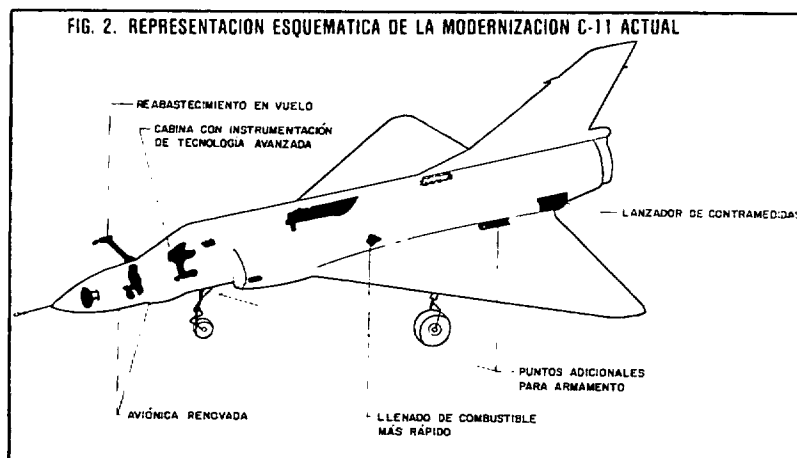 FIG. 2. REPRESENTACION ESQUEMATICA DE LA MODERNIZACION C-11 ACTUAL
REABASTECIMIENTO EN VUELO
CABINA CON INSTRUMENTACIÓN
DE TECNOLOGIA AVANZADA
LANZADOR DE CONTRAMEDIDAS
PUNTOS ADICIONALES
PARA ARMAMENTO
AVIÓNICA RENOVADA
LLENADO DE COMBUSTIBLE
MÁS RÁPIDO